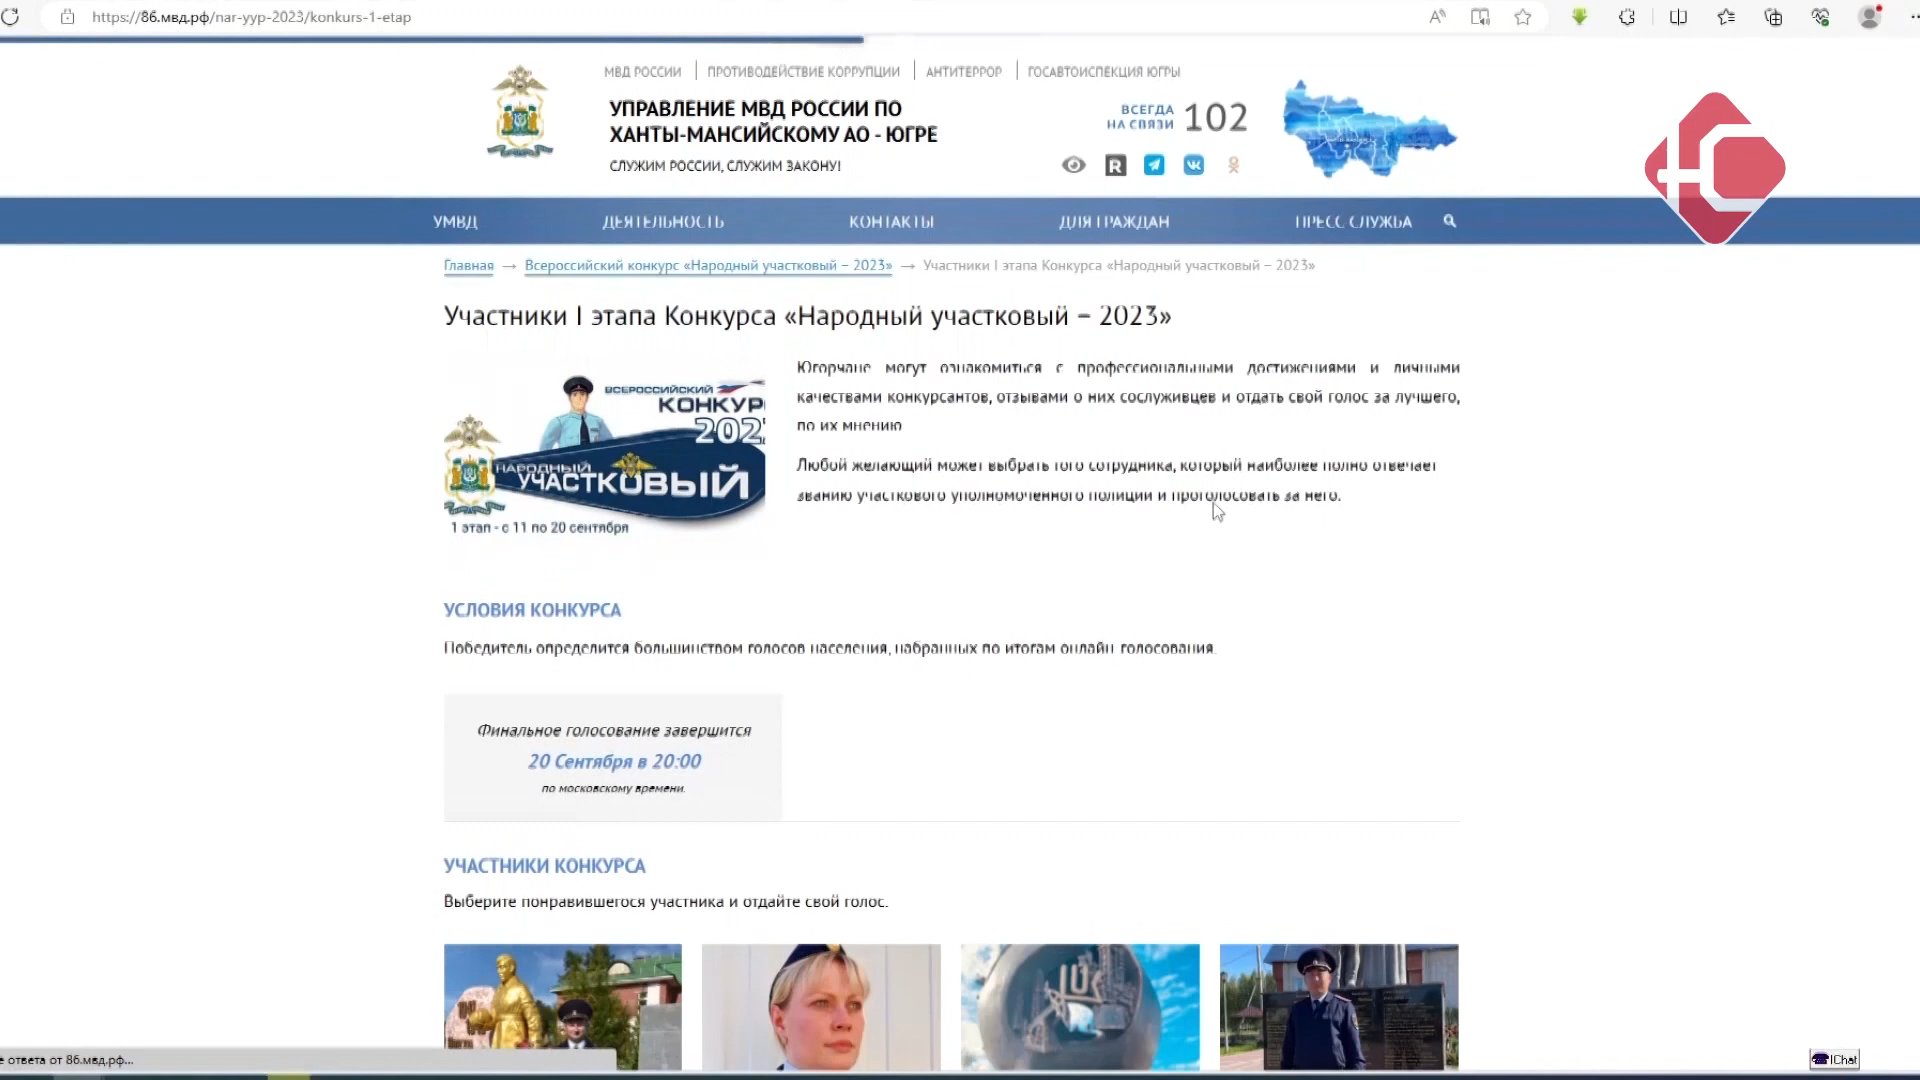 https://86.мвд.рф/nar-yyp-2023/konkurs-1-etap
МВД РОССИИ
ПРОТИВОДЕЙСТВИЕ КОРРУПЦИИ
АНТИТЕРРОР
ГОСАВТОИСПЕКЦИЯ ЮГРЫ
УПРАВЛЕНИЕ МВД РОССИИ ПО
ХАНТЫ-МАНСИЙСКОМУ АО - ЮГРЕ
СЛУЖИМ РОССИИ, СЛУЖИМ ЗАКОНУ!
ВСЕГДА
НА СВЯЗИ
102
УМВД
ДЕЯТЕЛЬНОСТЬ
КОНТАКТЫ
ДЛЯ ГРАЖДАН
ПРЕСС СЛУЖБА
Главная → Всероссийский конкурс «Народный участковый – 2023» → Участники I этапа Конкурса «Народный участковый – 2023»
Участники I этапа Конкурса «Народный участковый – 2023»
ВСЕРОССИЙСКИЙ
КОНКУР
202
НАРОДНЫЙ
УЧАСТКОВЫЙ
1 этап - с 11 по 20 сентября
Югорчане могут ознакомиться с профессиональными достижениями и личными
качествами конкурсантов, отзывами о них сослуживцев и отдать свой голос за лучшего,
по их мнению
Любой желающий может выбрать того сотрудника, который наиболее полно отвечает
званию участкового уполномоченного полиции и проголосовать за него.
УСЛОВИЯ КОНКУРСА
Победитель определится большинством голосов населения, набранных по итогам онлайн голосования.
Финальное голосование завершится
20 Сентября в 20:00
по московскому времени.
УЧАСТНИКИ КОНКУРСА
Выберите понравившегося участника и отдайте свой голос.
е ответа от 86.мвд.рф...
IChat